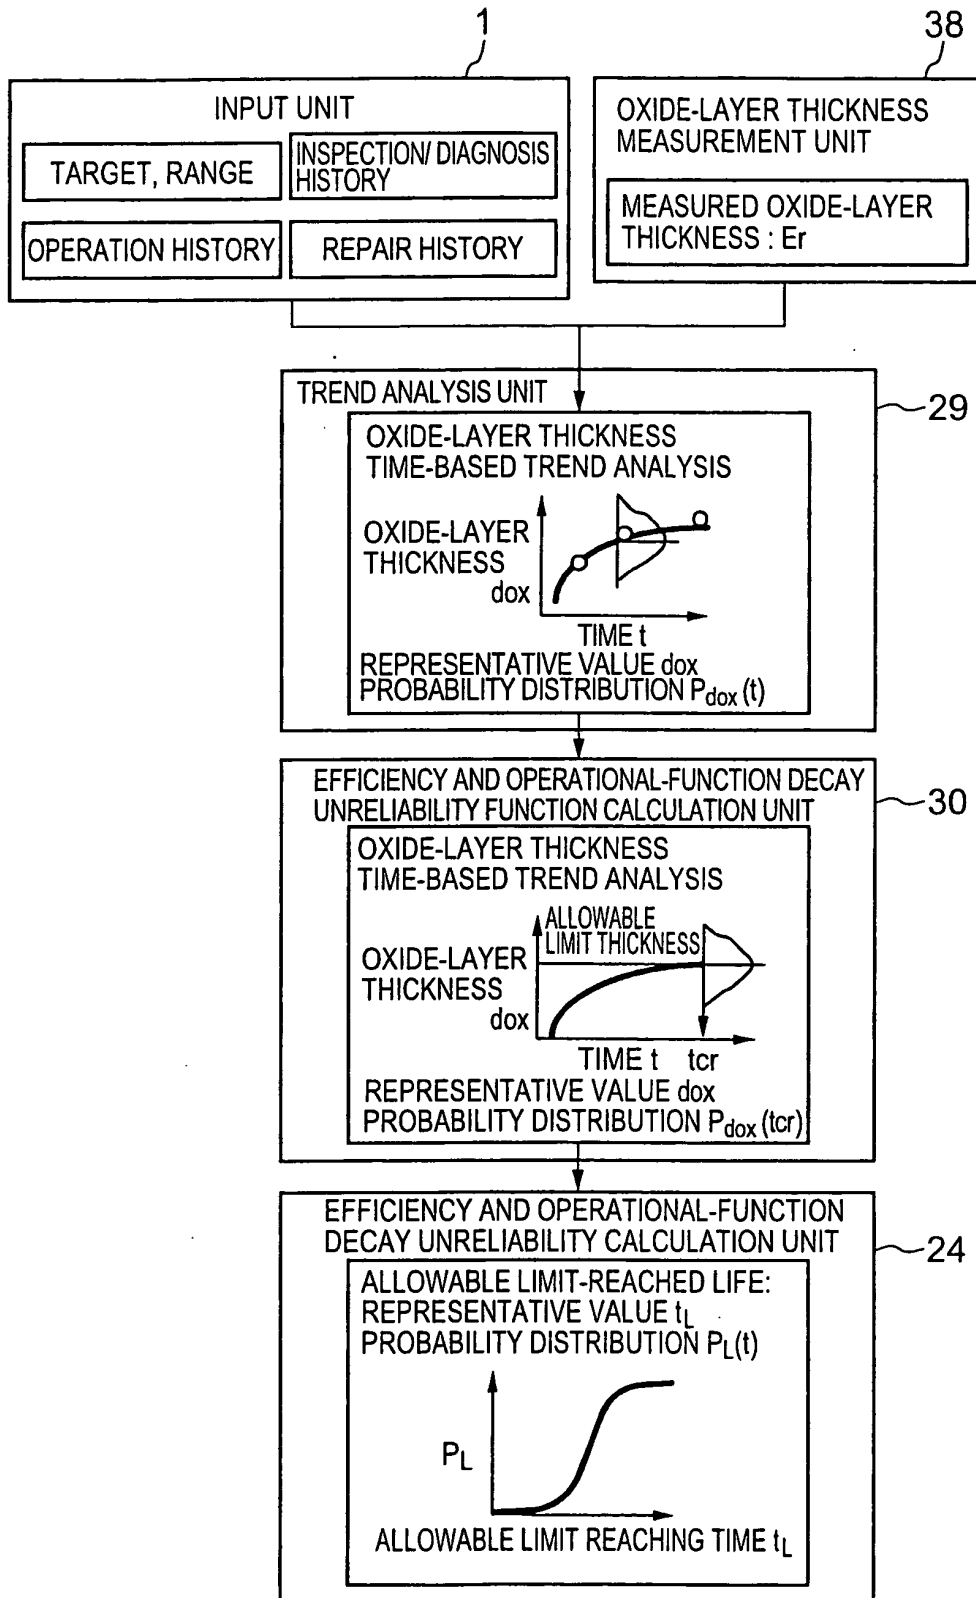 1
38
INPUT UNIT
TARGET, RANGE
INSPECTION/ DIAGNOSIS
HISTORY
OPERATION HISTORY
REPAIR HISTORY
OXIDE-LAYER THICKNESS
MEASUREMENT UNIT
MEASURED OXIDE-LAYER
THICKNESS : Er
TREND ANALYSIS UNIT
29
OXIDE-LAYER THICKNESS
TIME-BASED TREND ANALYSIS
OXIDE-LAYER
THICKNESS
dox
TIME t
REPRESENTATIVE VALUE dox
PROBABILITY DISTRIBUTION Pdox (t)
EFFICIENCY AND OPERATIONAL-FUNCTION DECAY
UNRELIABILITY FUNCTION CALCULATION UNIT
30
OXIDE-LAYER THICKNESS
TIME-BASED TREND ANALYSIS
ALLOWABLE
LIMIT THICKNESS
OXIDE-LAYER
THICKNESS
dox
TIME t tcr
REPRESENTATIVE VALUE dox
PROBABILITY DISTRIBUTION Pdox (tcr)
EFFICIENCY AND OPERATIONAL-FUNCTION
DECAY UNRELIABILITY CALCULATION UNIT
24
ALLOWABLE LIMIT-REACHED LIFE:
REPRESENTATIVE VALUE tL
PROBABILITY DISTRIBUTION PL(t)
PL
ALLOWABLE LIMIT REACHING TIME tL